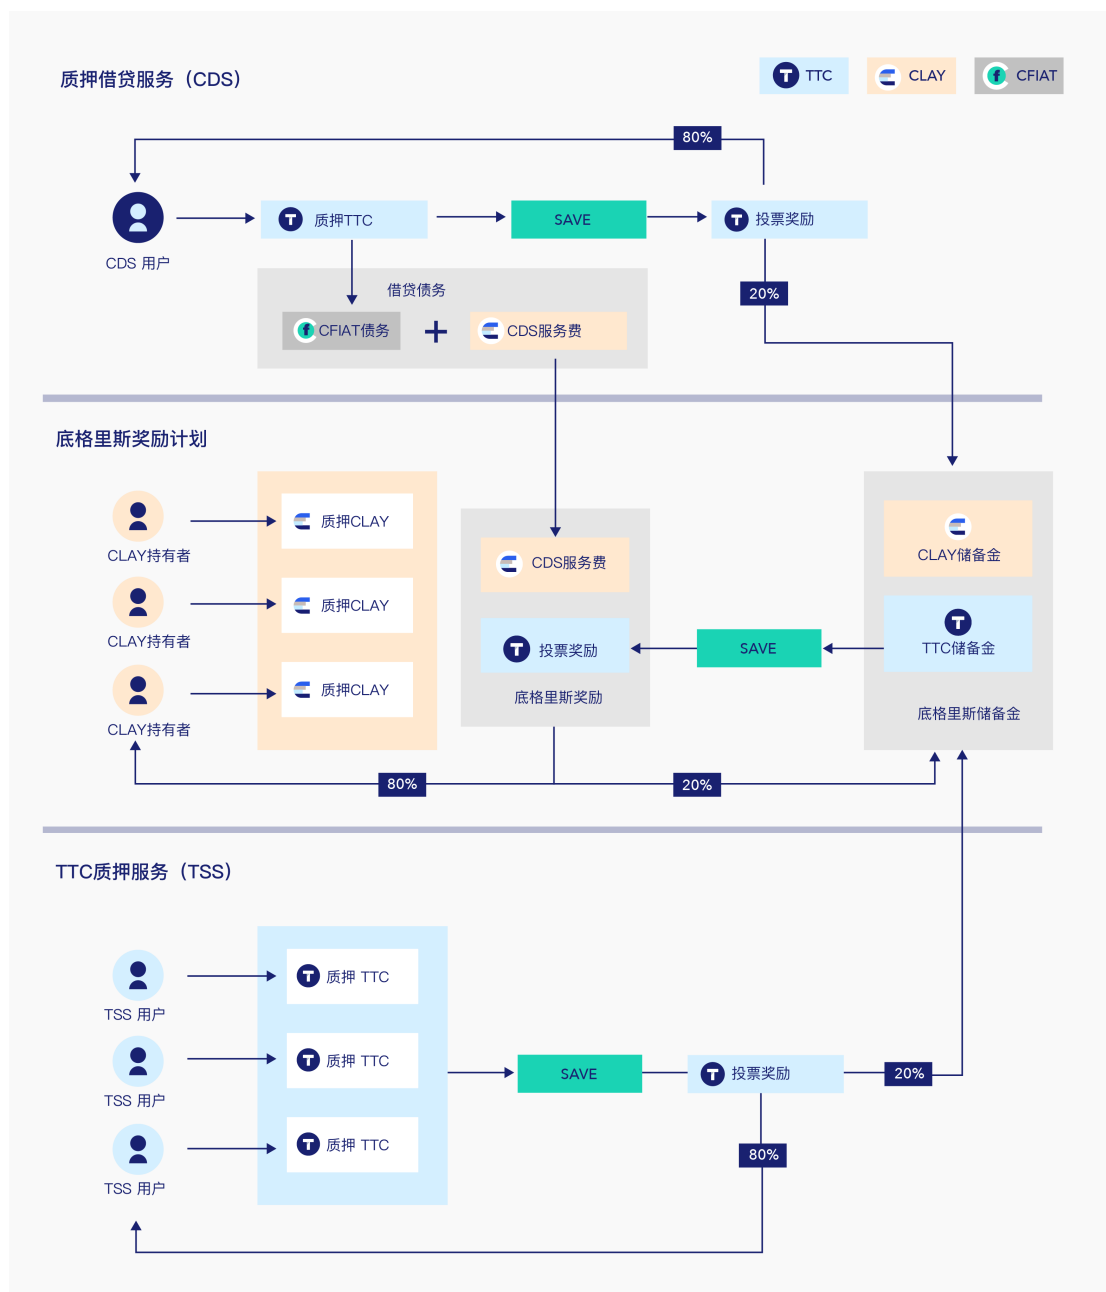 质押借贷服务（CDS）
TTC
CLAY
CFIAT
80%
质押TTC
SAVE
投票奖励
CDS 用户
借贷债务
20%
CFIAT债务
CDS服务费
底格里斯奖励计划
质押CLAY
CLAY持有者
CLAY储备金
CDS服务费
质押CLAY
CLAY持有者
投票奖励
SAVE
TTC储备金
质押CLAY
底格里斯奖励
底格里斯储备金
CLAY持有者
80%
20%
TTC质押服务（TSS）
质押 TTC
TSS 用户
质押 TTC
SAVE
投票奖励
20%
TSS 用户
质押 TTC
80%
TSS 用户